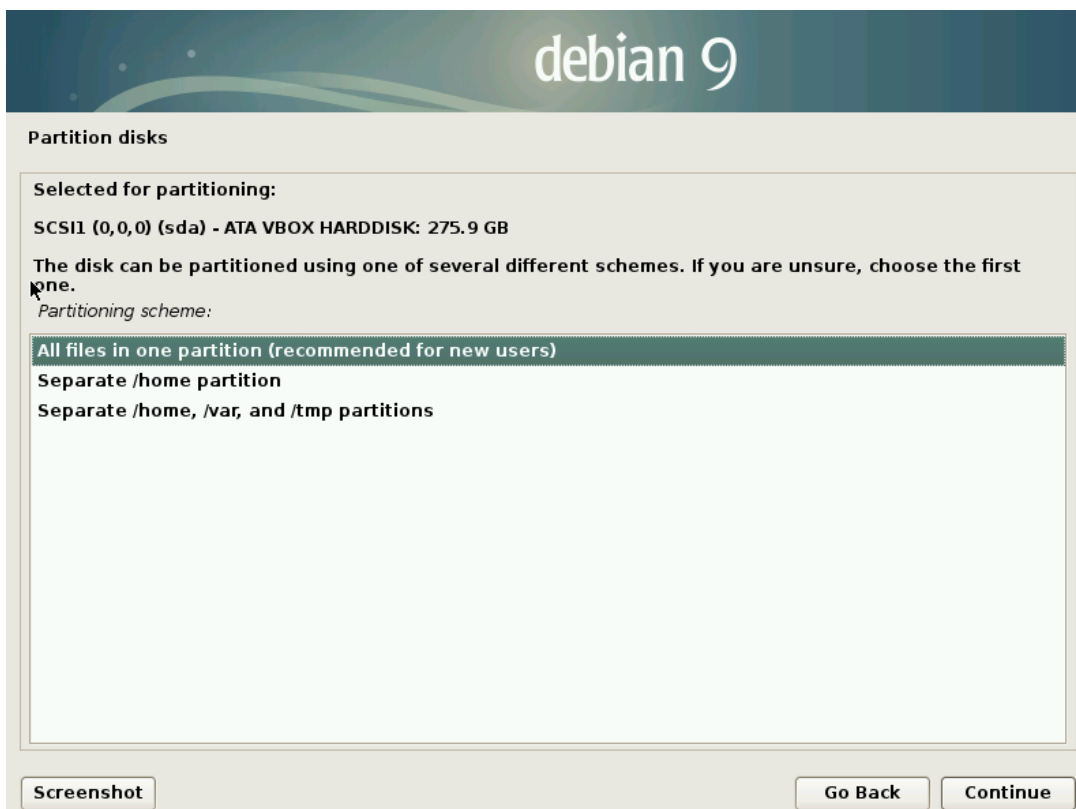 debian 9
Partition disks
Selected for partitioning:
SCSI1 (0,0,0) (sda) - ATA VBOX HARDDISK: 275.9 GB
The disk can be partitioned using one of several different schemes. If you are unsure, choose the first
one.
Partitioning scheme:
All files in one partition (recommended for new users)
Separate /home partition
Separate /home, /var, and /tmp partitions
Screenshot
Go Back
Continue